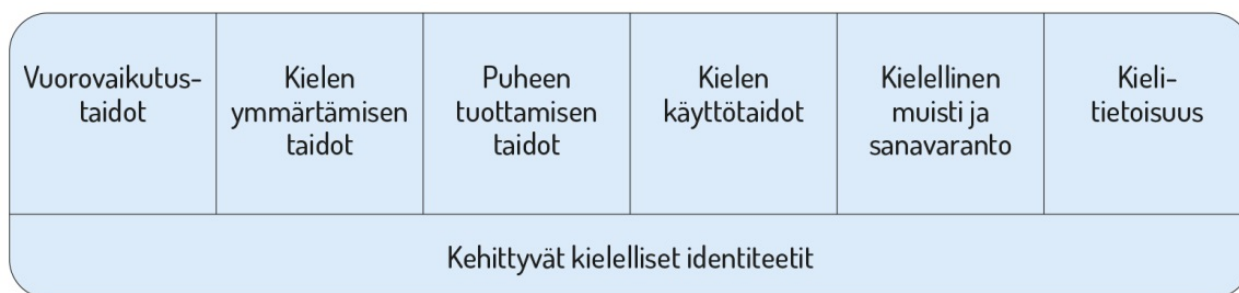 Vuorovaikutus-
taidot
Kielen
ymmärtämisen
taidot
Puheen
tuottamisen
taidot
Kielen
käyttötaidot
Kielellinen
muisti ja
sanavaranto
Kieli-
tietoisuus
Kehittyvät kielelliset identiteetit